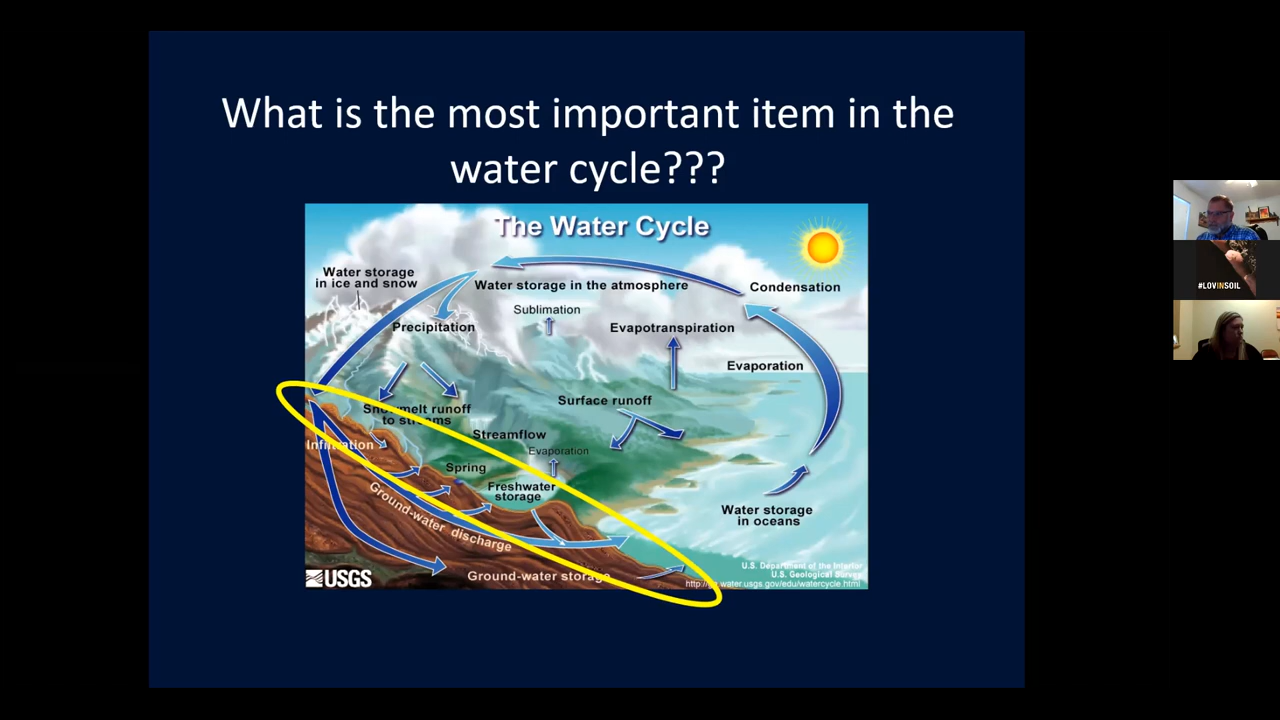 What is the most important item in the
water cycle???
The Water Cycle
Water storage
in ice and snow
Water storage in the atmosphere
Condensation
Sublimation
Precipitation
Evapotranspiration
Evaporation
Surface runoff
Snowmelt runoff
to streams
Streamflow
Infiltration
Evaporation
Spring
Freshwater
storage
Ground-water discharge
Water storage
in oceans
Ground-water storage
USGS
U.S. Department of the Interior
U.S. Geological Survey
http://ga.water.usgs.gov/edu/watercycle.html
#LOVINSOIL